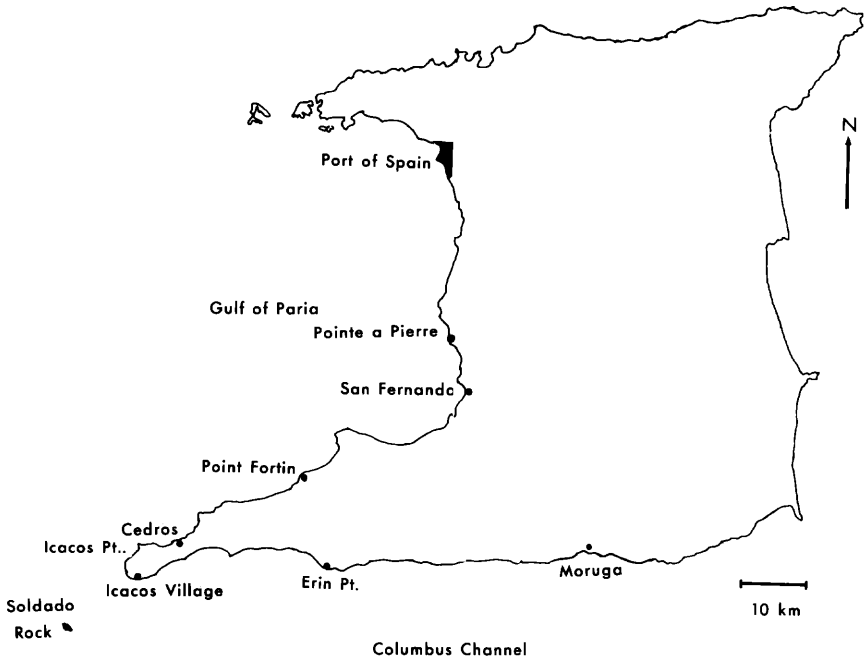 N
Port of Spain
Gulf of Paria
Pointe a Pierre
San Fernando
Point Fortin
Cedros
Icacos Pt..
Icacos Village
Erin Pt.
Moruga
10 km
Soldado
Rock
Columbus Channel